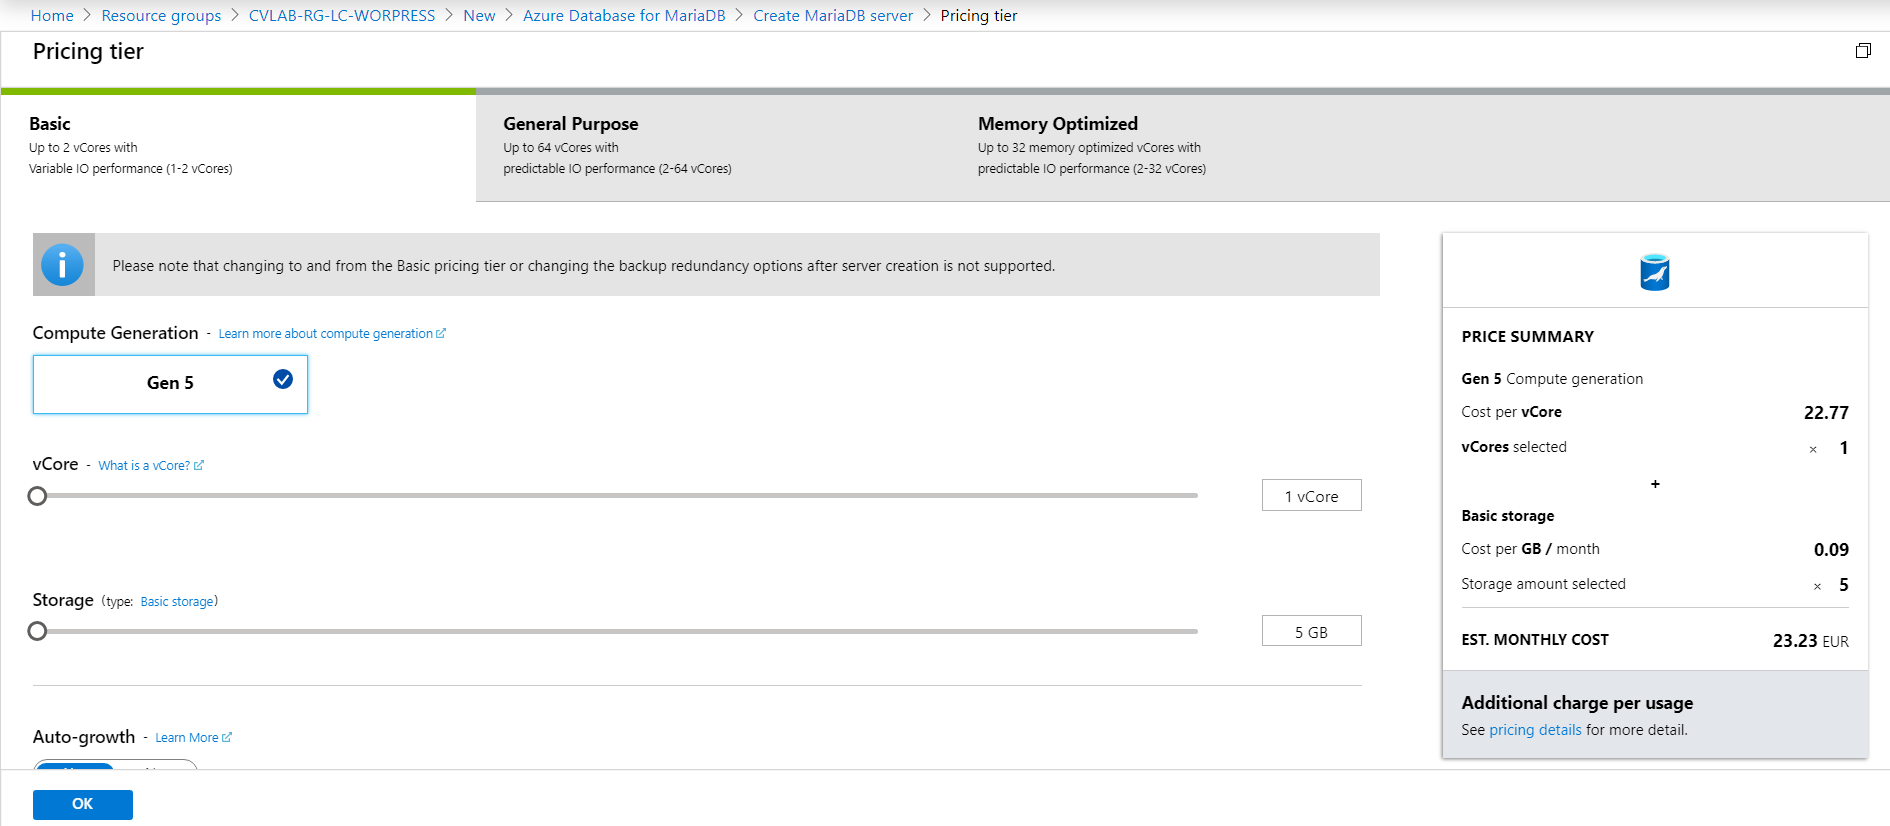 Home > Resource groups > CVLAB-RG-LC-WORPRESS > New > Azure Database for MariaDB > Create MariaDB server > Pricing tier
Pricing tier
Basic
Up to 2 vCores with
Variable IO performance (1-2 vCores)
General Purpose
Up to 64 vCores with
predictable IO performance (2-64 vCores)
Memory Optimized
Up to 32 memory optimized vCores with
predictable IO performance (2-32 vCores)
Please note that changing to and from the Basic pricing tier or changing the backup redundancy options after server creation is not supported.
Compute Generation - Learn more about compute generation
Gen 5
vCore - What is a vCore?
1 vCore
Storage (type: Basic storage)
5 GB
Auto-growth - Learn More
OK
PRICE SUMMARY
Gen 5 Compute generation
Cost per vCore 22.77
vCores selected × 1
+
Basic storage
Cost per GB / month 0.09
Storage amount selected × 5
EST. MONTHLY COST 23.23 EUR
Additional charge per usage
See pricing details for more detail.